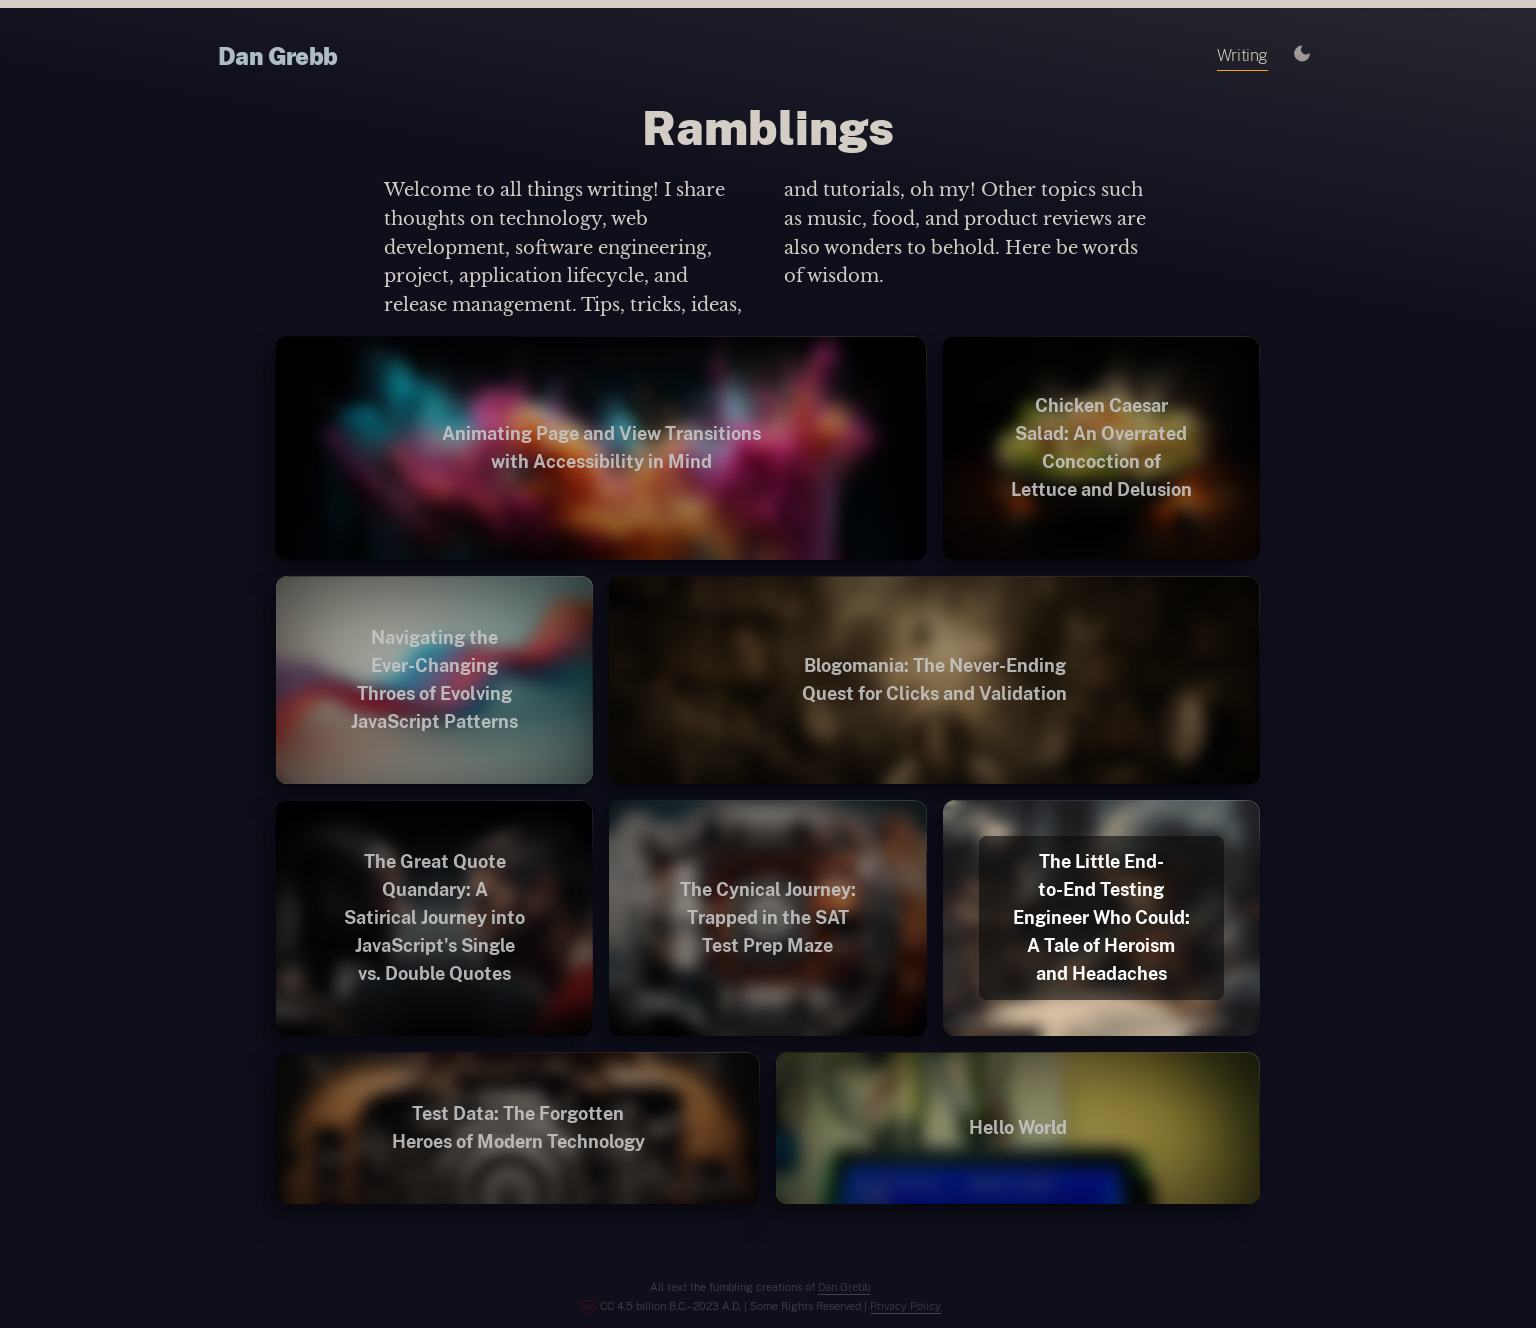 Dan Grebb
Writing
Ramblings
Welcome to all things writing! I share
thoughts on technology, web
development, software engineering,
project, application lifecycle, and
release management. Tips, tricks, ideas,
and tutorials, oh my! Other topics such
as music, food, and product reviews are
also wonders to behold. Here be words
of wisdom.
Animating Page and View Transitions
with Accessibility in Mind
Chicken Caesar
Salad: An Overrated
Concoction of
Lettuce and Delusion
Navigating the
Ever-Changing
Throes of Evolving
JavaScript Patterns
Blogomania: The Never-Ending
Quest for Clicks and Validation
The Great Quote
Quandary: A
Satirical Journey into
JavaScript's Single
vs. Double Quotes
The Cynical Journey:
Trapped in the SAT
Test Prep Maze
The Little End-
to-End Testing
Engineer Who Could:
A Tale of Heroism
and Headaches
Test Data: The Forgotten
Heroes of Modern Technology
Hello World
All text the fumbling creations of Dan Grebb
CC 4.5 billion B.C.–2023 A.D. | Some Rights Reserved | Privacy Policy